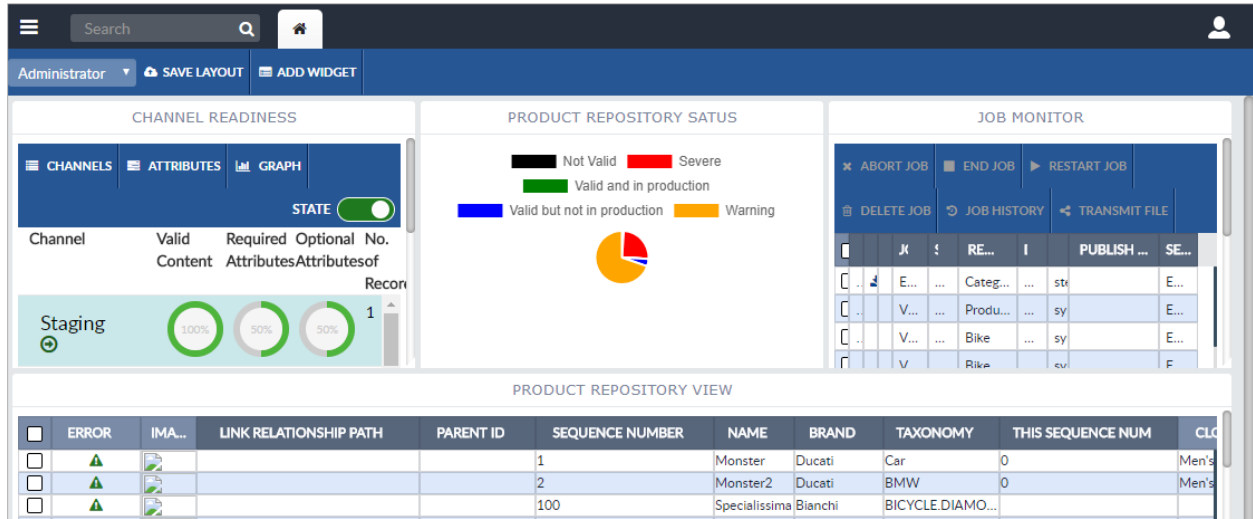 Search
Administrator SAVE LAYOUT ADD WIDGET
CHANNEL READINESS
CHANNELS ATTRIBUTES GRAPH
STATE
Channel Valid Required Optional No.
Content Attributes Attributes of
Recor
Staging 100% 50% 50% 1
PRODUCT REPOSITORY SATUS
Not Valid Severe
Valid and in production
Valid but not in production Warning
JOB MONITOR
ABORT JOB END JOB RESTART JOB
DELETE JOB JOB HISTORY TRANSMIT FILE
RE... I PUBLISH ... SE...
E... ... Categ... ... ste E...
V... ... Produ... ... sy E...
V... ... Bike ... sy E...
V Bike sy
PRODUCT REPOSITORY VIEW
ERROR IMA... LINK RELATIONSHIP PATH PARENT ID SEQUENCE NUMBER NAME BRAND TAXONOMY THIS SEQUENCE NUM CLO
1 Monster Ducati Car 0 Men's
2 Monster2 Ducati BMW 0 Men's
100 Specialissima Bianchi BICYCLE.DIAMO...